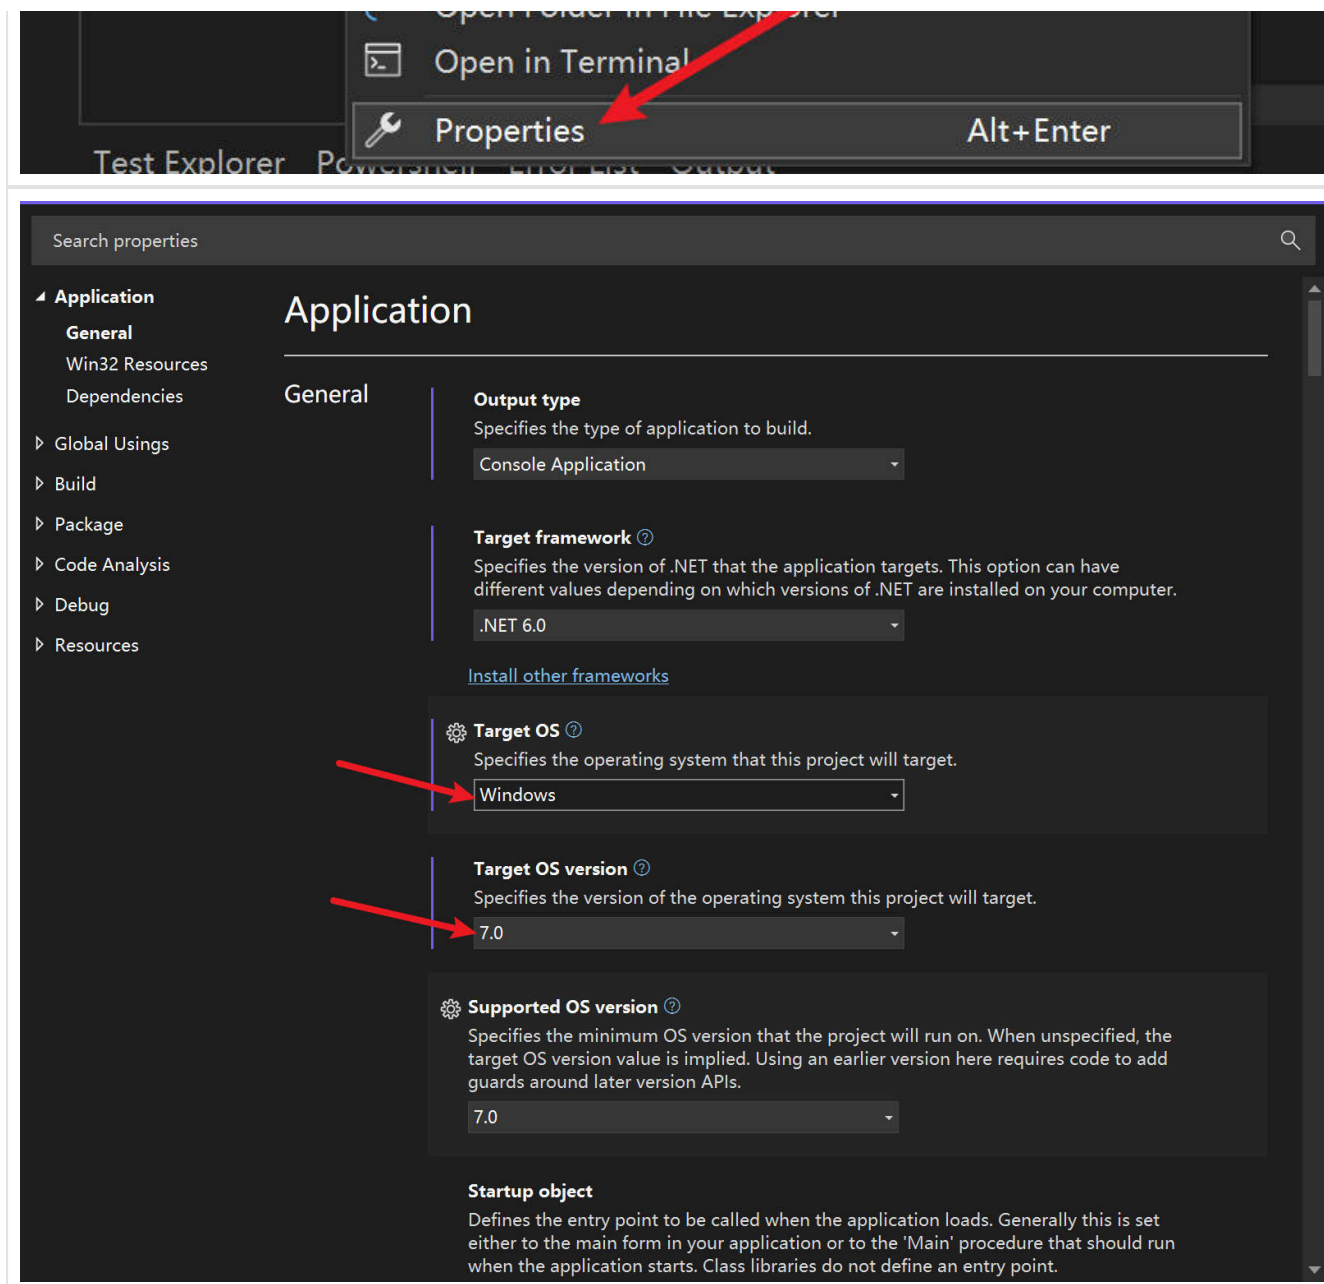 Open Folder in File Explorer
Open in Terminal
Properties Alt+Enter
Test Explorer Powershell Error List Output
Search properties
Application
General
Win32 Resources
Dependencies
Global Usings
Build
Package
Code Analysis
Debug
Resources
Application
General
Output type
Specifies the type of application to build.
Console Application
Target framework
Specifies the version of .NET that the application targets. This option can have
different values depending on which versions of .NET are installed on your computer.
.NET 6.0
Install other frameworks
Target OS
Specifies the operating system that this project will target.
Windows
Target OS version
Specifies the version of the operating system this project will target.
7.0
Supported OS version
Specifies the minimum OS version that the project will run on. When unspecified, the
target OS version value is implied. Using an earlier version here requires code to add
guards around later version APIs.
7.0
Startup object
Defines the entry point to be called when the application loads. Generally this is set
either to the main form in your application or to the 'Main' procedure that should run
when the application starts. Class libraries do not define an entry point.